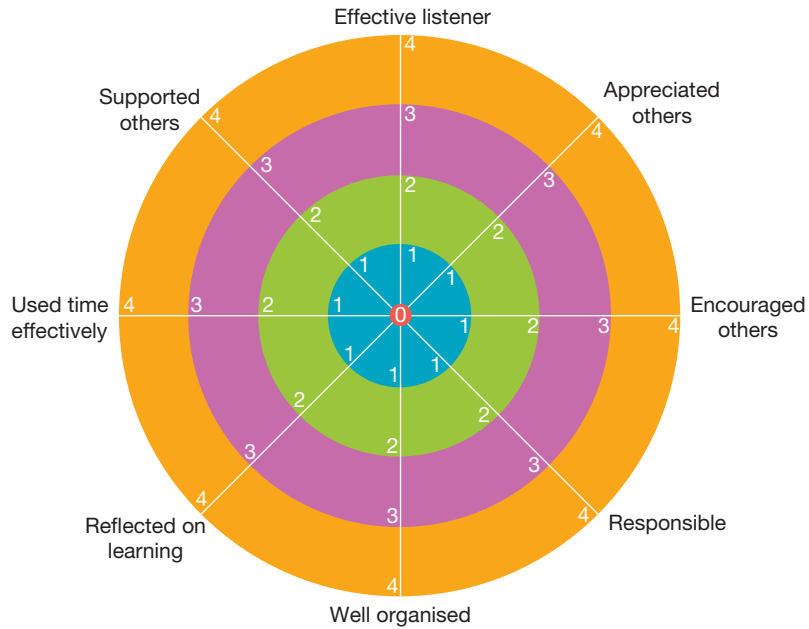 Effective listener
4
Supported
others
4
Appreciated
others
4
3
3
3
2
2
2
1
1
1
Used time
effectively
4
3
2
1
0
1
2
3
4
Encouraged
others
1
1
1
2
2
2
3
3
3
4
Reflected on
learning
4
Responsible
4
Well organised